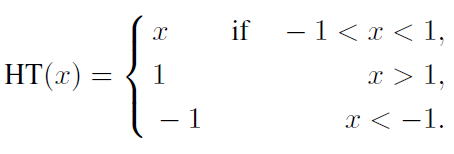 x if − 1 < x < 1,
HT(x) = { 1 x > 1,
− 1 x < −1.